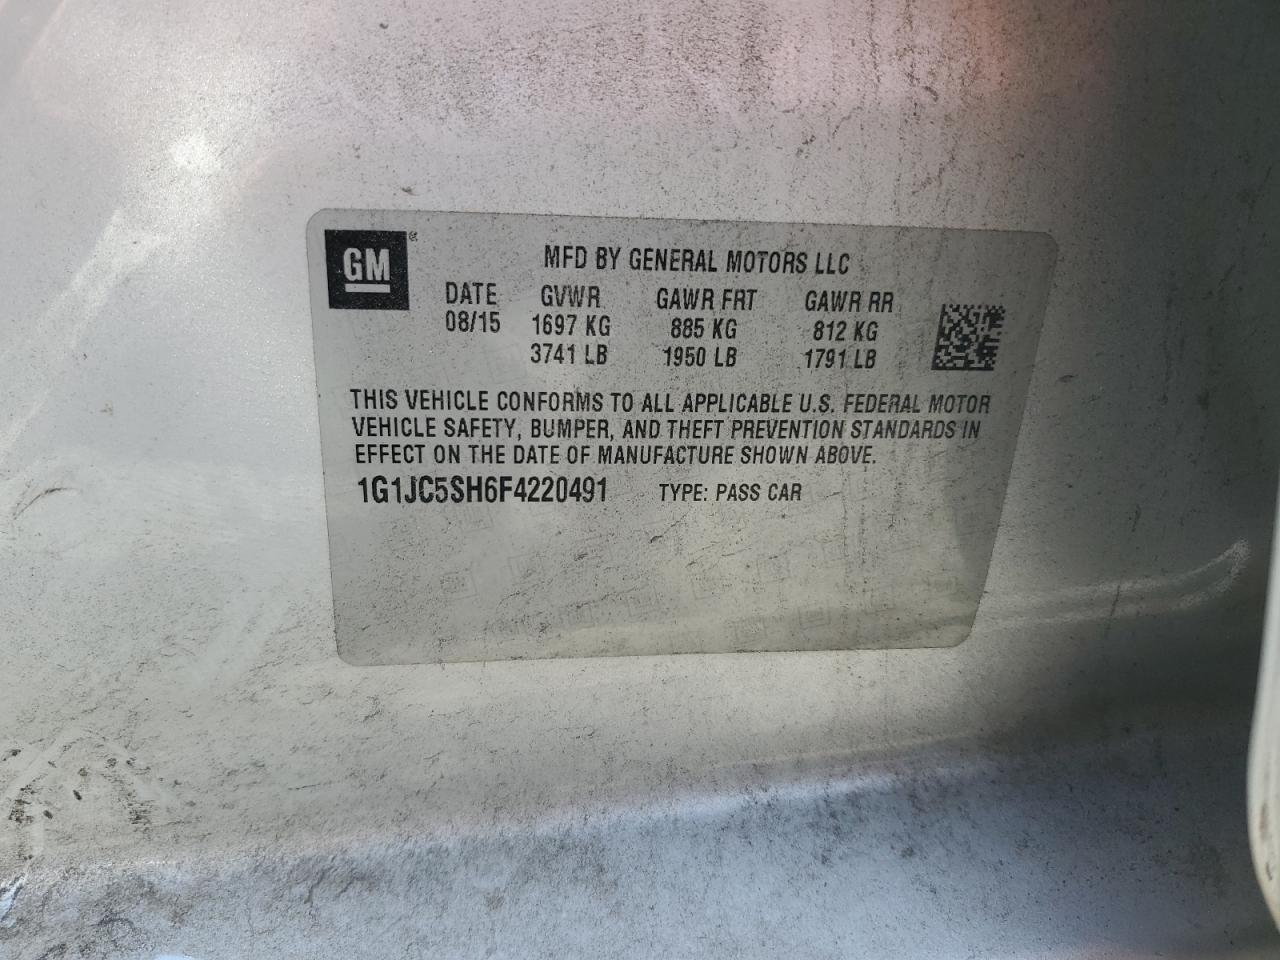 GM
MFD BY GENERAL MOTORS LLC
DATE GVWR GAWR FRT GAWR RR
08/15 1697 KG 885 KG 812 KG
3741 LB 1950 LB 1791 LB
THIS VEHICLE CONFORMS TO ALL APPLICABLE U.S. FEDERAL MOTOR
VEHICLE SAFETY, BUMPER, AND THEFT PREVENTION STANDARDS IN
EFFECT ON THE DATE OF MANUFACTURE SHOWN ABOVE.
1G1JC5SH6F4220491 TYPE: PASS CAR